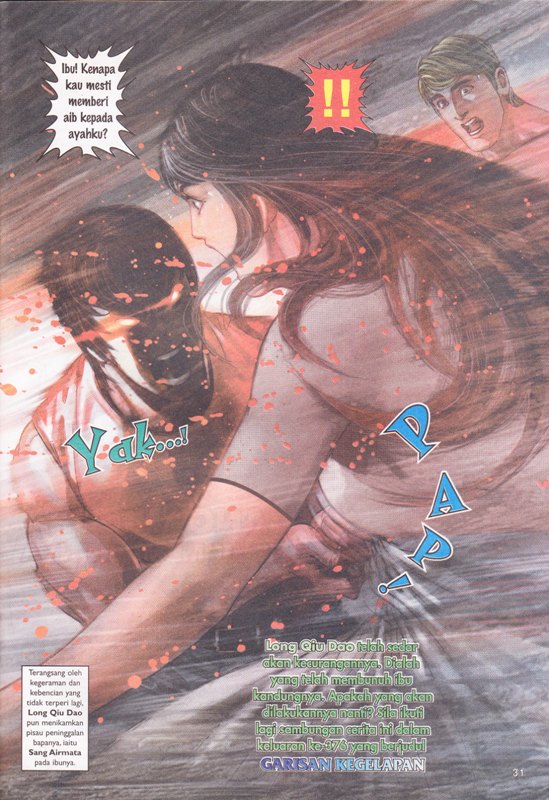 Ibu! Kenapa
kau mesti
memberi
aib kepada
ayahku?
!!
Yak...!
PAP!
Long Qiu Dao telah sedar
akan kecurangannya. Dialah
yang telah membunuh ibu
kandungnya. Apakah yang akan
dilakukannya nanti? Sila ikuti
lagi sambungan cerita ini dalam
keluaran ke-376 yang berjudul
GARISAN KEGELAPAN
Terangsang oleh
kegeraman dan
kebencian yang
tidak terperi lagi,
Long Qiu Dao
pun menikamkan
pisau peninggalan
bapanya, iaitu
Sang Airmata
pada ibunya.
31